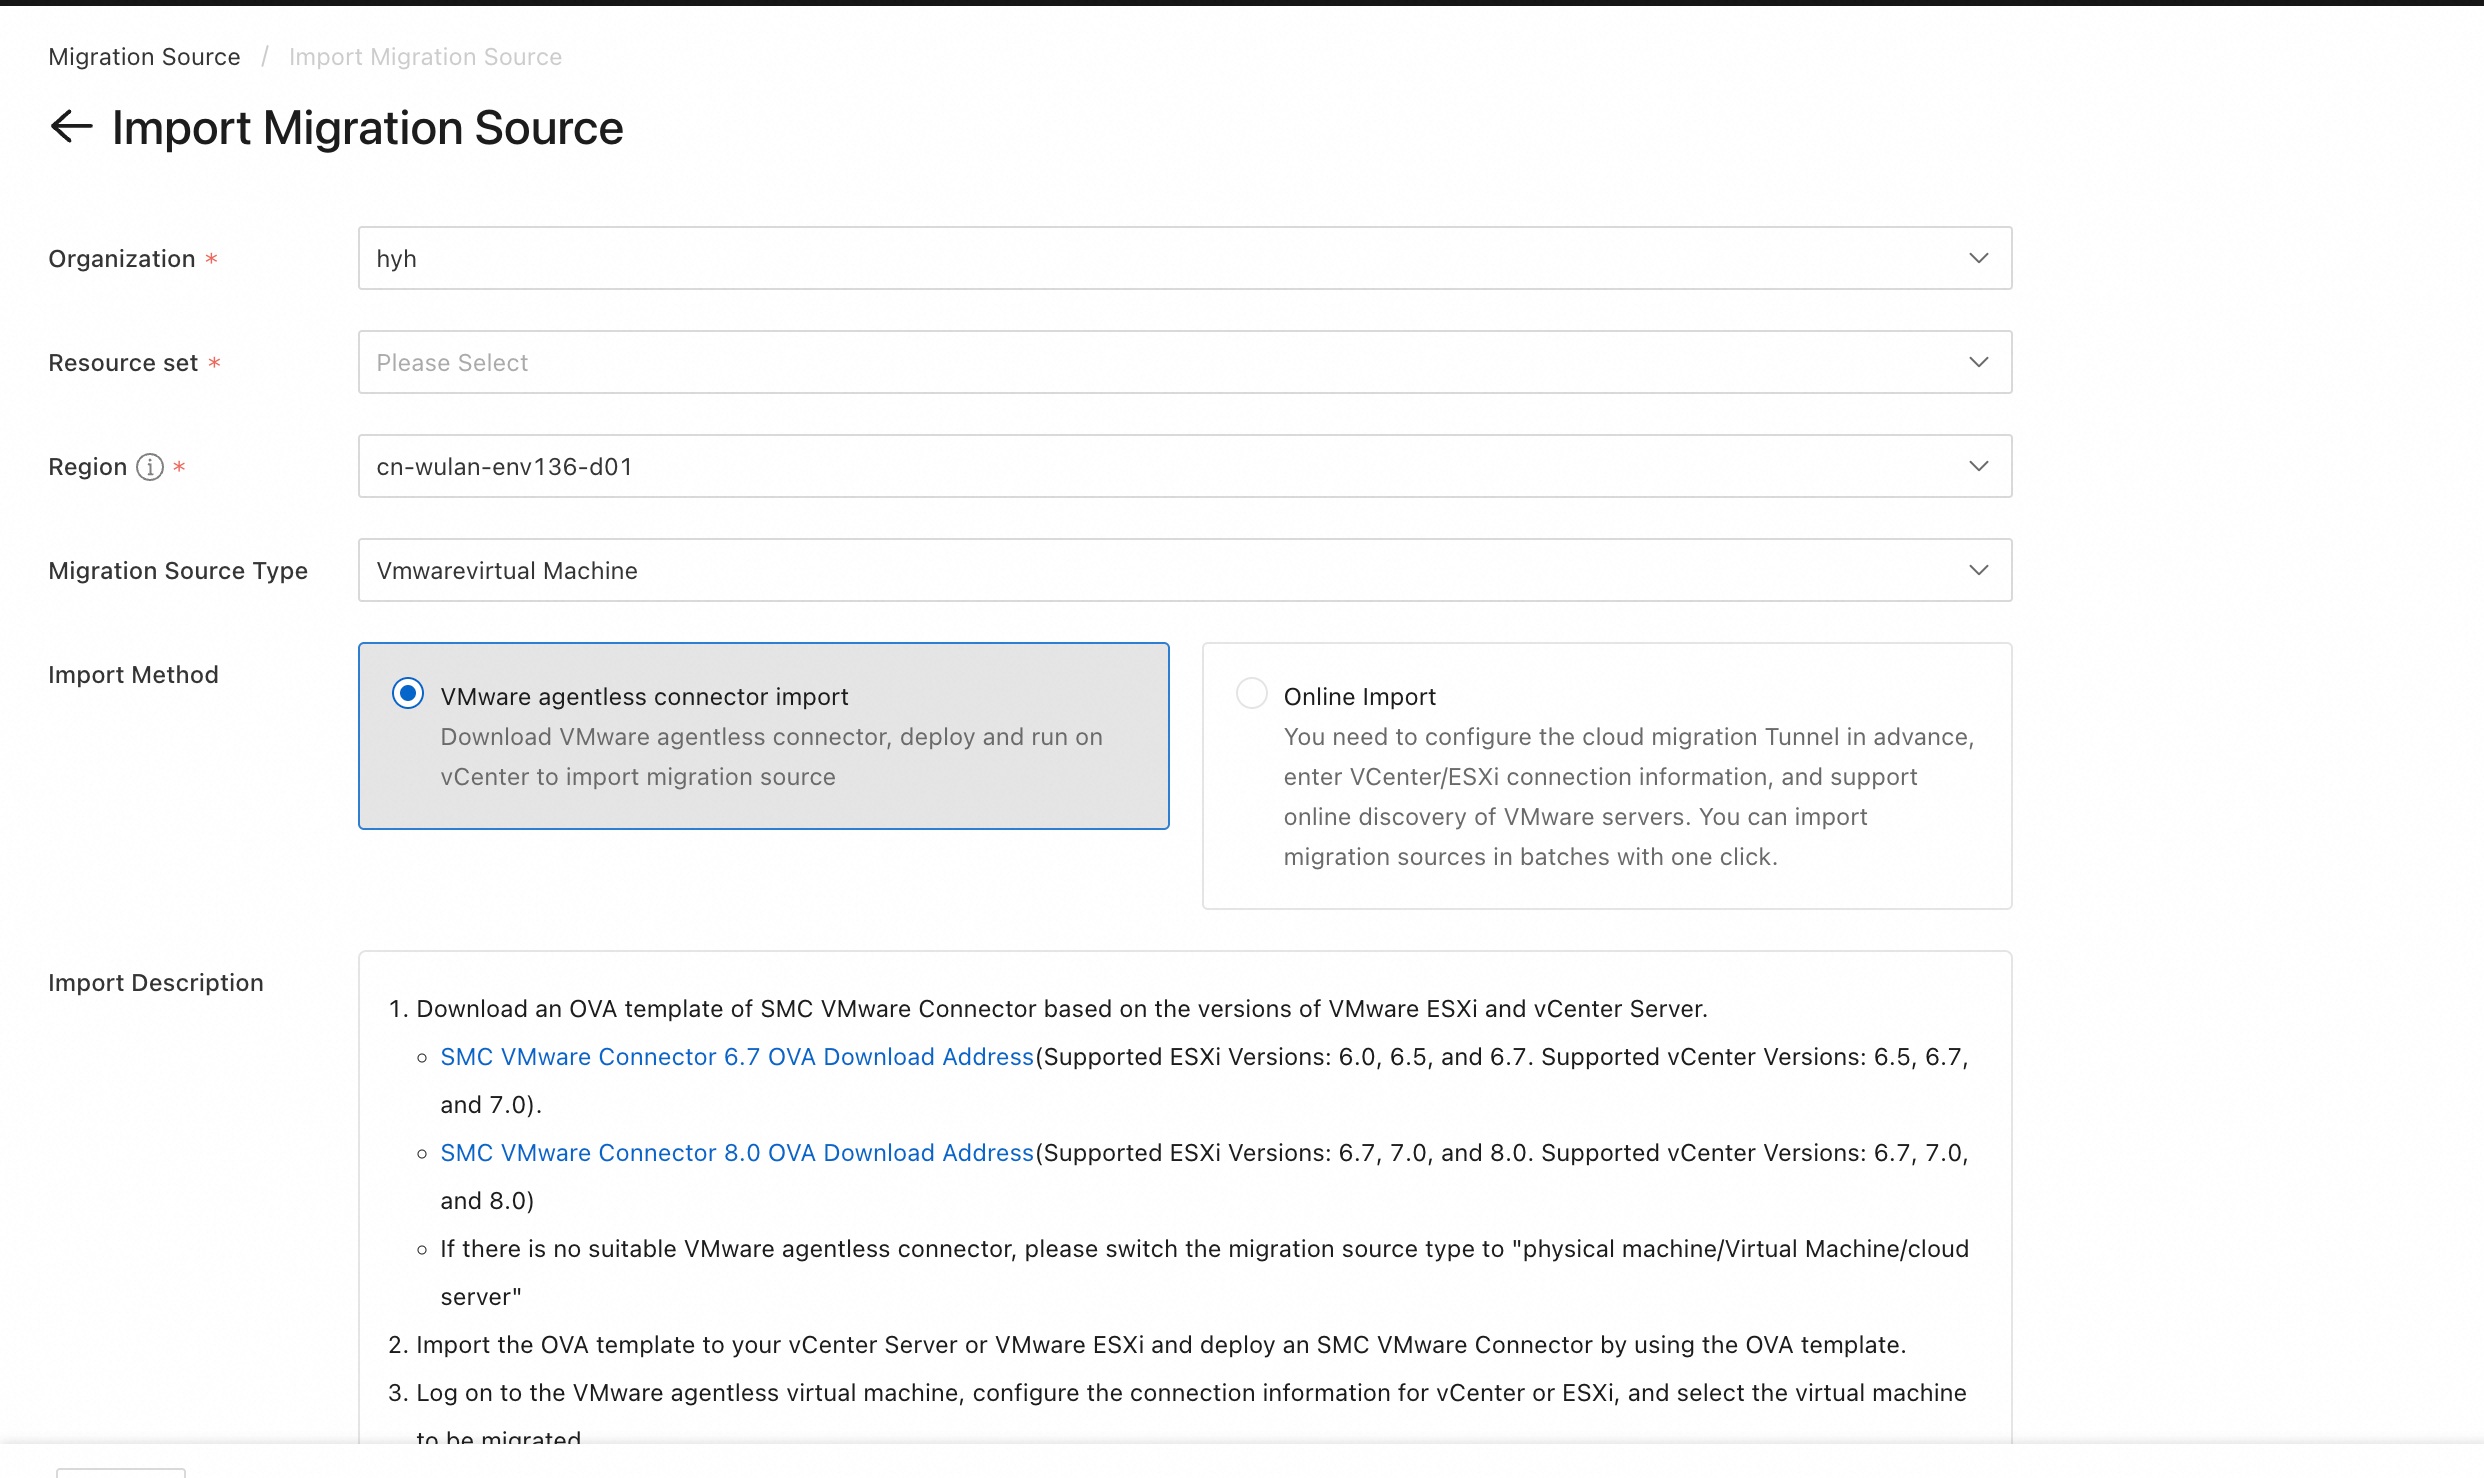 Migration Source / Import Migration Source
Import Migration Source
Organization *
hyh
Resource set *
Please Select
Region *
cn-wulan-env136-d01
Migration Source Type
Vmwarevirtual Machine
Import Method
VMware agentless connector import
Download VMware agentless connector, deploy and run on
vCenter to import migration source
Online Import
You need to configure the cloud migration Tunnel in advance,
enter VCenter/ESXi connection information, and support
online discovery of VMware servers. You can import
migration sources in batches with one click.
Import Description
1. Download an OVA template of SMC VMware Connector based on the versions of VMware ESXi and vCenter Server.
SMC VMware Connector 6.7 OVA Download Address(Supported ESXi Versions: 6.0, 6.5, and 6.7. Supported vCenter Versions: 6.5, 6.7,
and 7.0).
SMC VMware Connector 8.0 OVA Download Address(Supported ESXi Versions: 6.7, 7.0, and 8.0. Supported vCenter Versions: 6.7, 7.0,
and 8.0)
If there is no suitable VMware agentless connector, please switch the migration source type to "physical machine/Virtual Machine/cloud
server"
2. Import the OVA template to your vCenter Server or VMware ESXi and deploy an SMC VMware Connector by using the OVA template.
3. Log on to the VMware agentless virtual machine, configure the connection information for vCenter or ESXi, and select the virtual machine
to be migrated